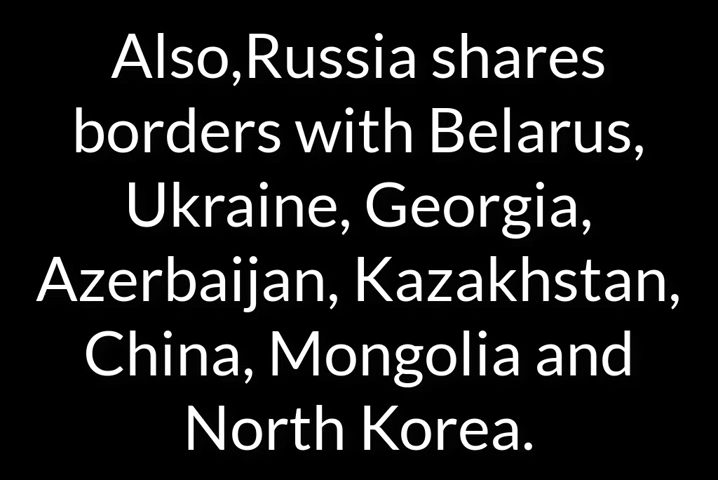 Also,Russia shares
borders with Belarus,
Ukraine, Georgia,
Azerbaijan, Kazakhstan,
China, Mongolia and
North Korea.